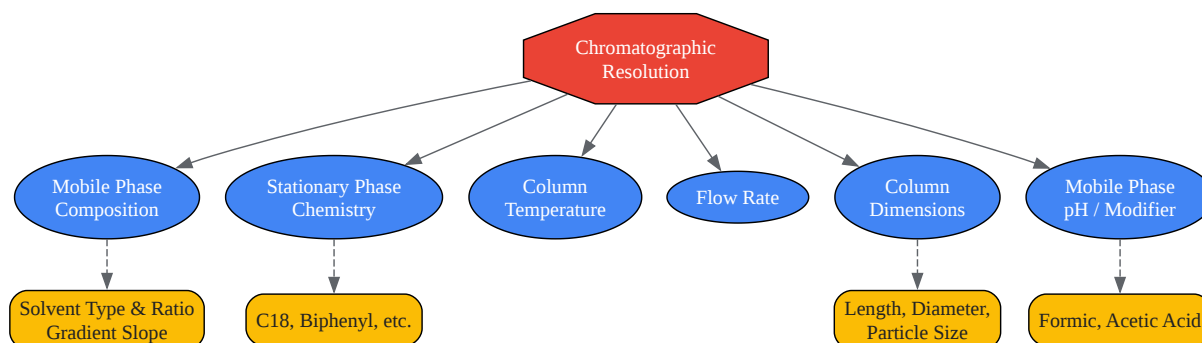 Chromatographic
Resolution
Mobile Phase
Composition
Stationary Phase
Chemistry
Column
Temperature
Flow Rate
Column
Dimensions
Mobile Phase
pH / Modifier
Solvent Type & Ratio
Gradient Slope
C18, Biphenyl, etc.
Length, Diameter,
Particle Size
Formic, Acetic Acid